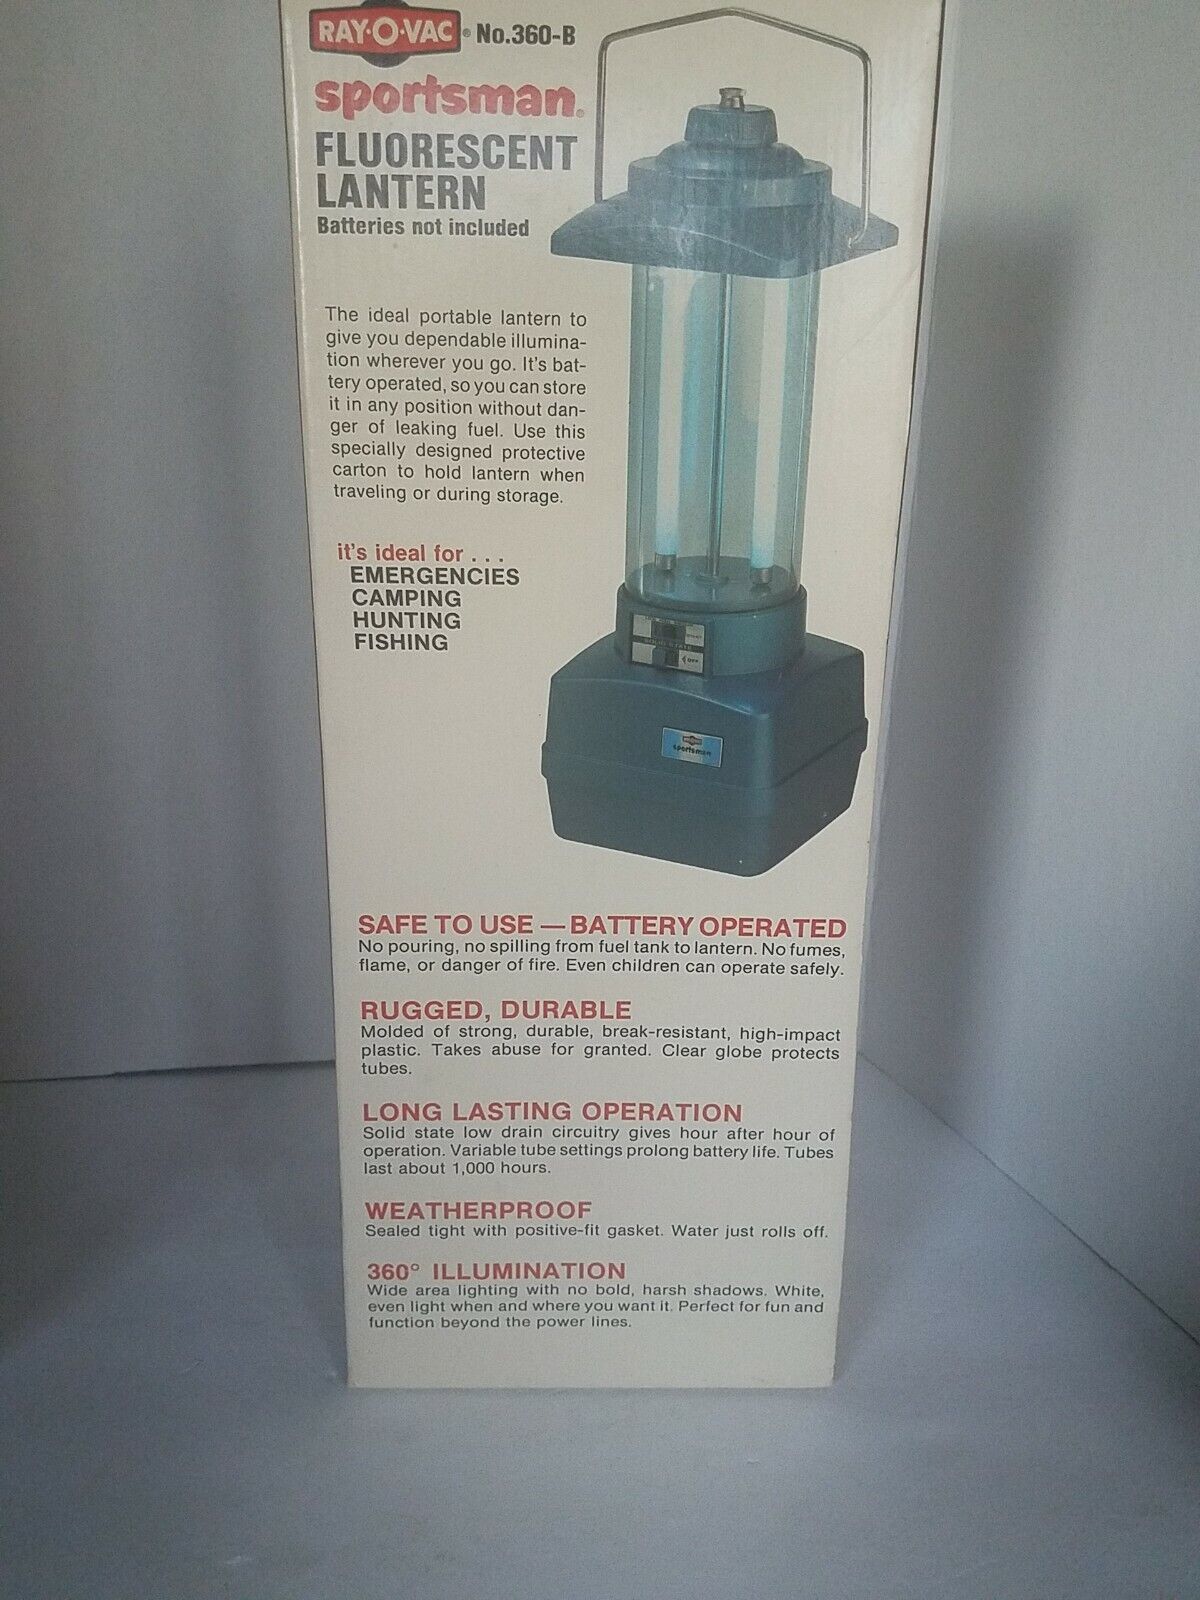 RAY-O-VAC® No.360-B
sportsman®
FLUORESCENT
LANTERN
Batteries not included
The ideal portable lantern to
give you dependable illumina-
tion wherever you go. It's bat-
tery operated, so you can store
it in any position without dan-
ger of leaking fuel. Use this
specially designed protective
carton to hold lantern when
traveling or during storage.
it's ideal for . . .
EMERGENCIES
CAMPING
HUNTING
FISHING
SOLID STATE
OFF
sportsman
SAFE TO USE — BATTERY OPERATED
No pouring, no spilling from fuel tank to lantern. No fumes,
flame, or danger of fire. Even children can operate safely.
RUGGED, DURABLE
Molded of strong, durable, break-resistant, high-impact
plastic. Takes abuse for granted. Clear globe protects
tubes.
LONG LASTING OPERATION
Solid state low drain circuitry gives hour after hour of
operation. Variable tube settings prolong battery life. Tubes
last about 1,000 hours.
WEATHERPROOF
Sealed tight with positive-fit gasket. Water just rolls off.
360° ILLUMINATION
Wide area lighting with no bold, harsh shadows. White,
even light when and where you want it. Perfect for fun and
function beyond the power lines.